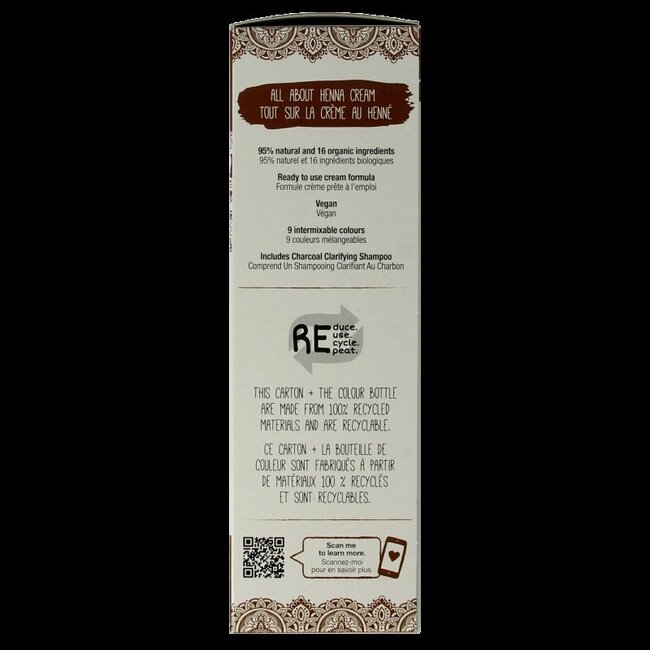 ALL ABOUT HENNA CREAM
TOUT SUR LA CRÈME AU HENNÉ
95% natural and 16 organic ingredients
95% naturel et 16 ingrédients biologiques
Ready to use cream formula
Formule crème prête à l'emploi
Vegan
Végan
9 intermixable colours
9 couleurs mélangeables
Includes Charcoal Clarifying Shampoo
Comprend Un Shampooing Clarifiant Au Charbon
REduce.
use.
cycle.
peat.
THIS CARTON + THE COLOUR BOTTLE
ARE MADE FROM 100% RECYCLED
MATERIALS AND ARE RECYCLABLE.
CE CARTON + LA BOUTEILLE DE
COULEUR SONT FABRIQUÉS À PARTIR
DE MATÉRIAUX 100 % RECYCLÉS
ET SONT RECYCLABLES.
Scan me
to learn more.
Scannez-moi
pour en savoir plus.